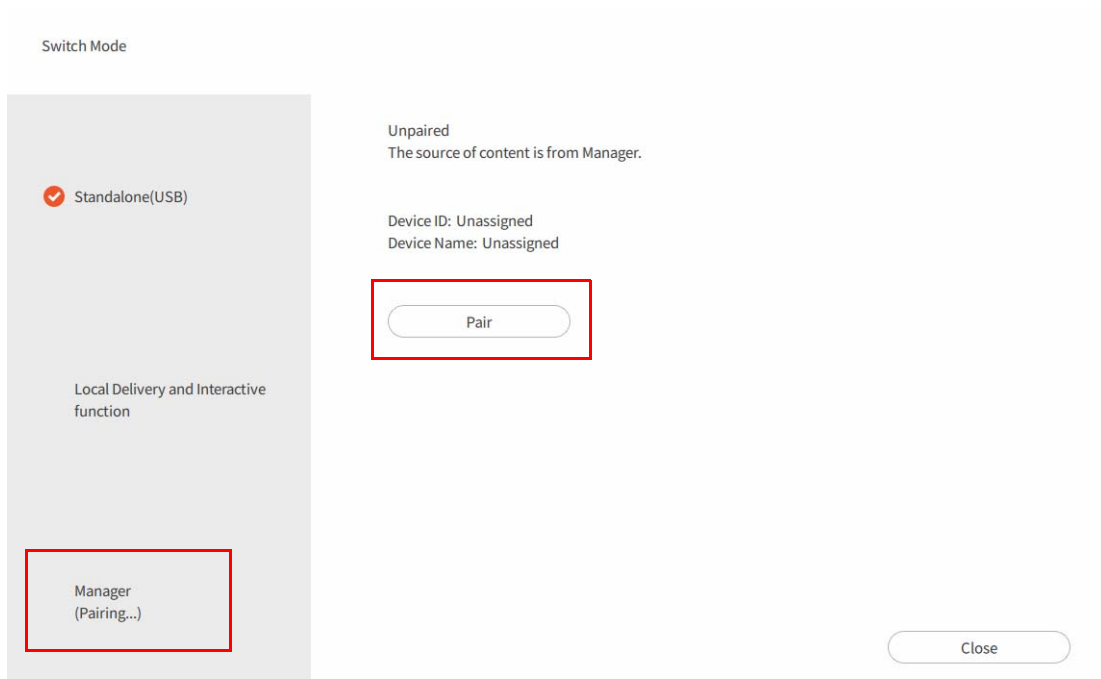 Switch Mode
Standalone(USB)
Local Delivery and Interactive
function
Manager
(Pairing...)
Unpaired
The source of content is from Manager.
Device ID: Unassigned
Device Name: Unassigned
Pair
Close